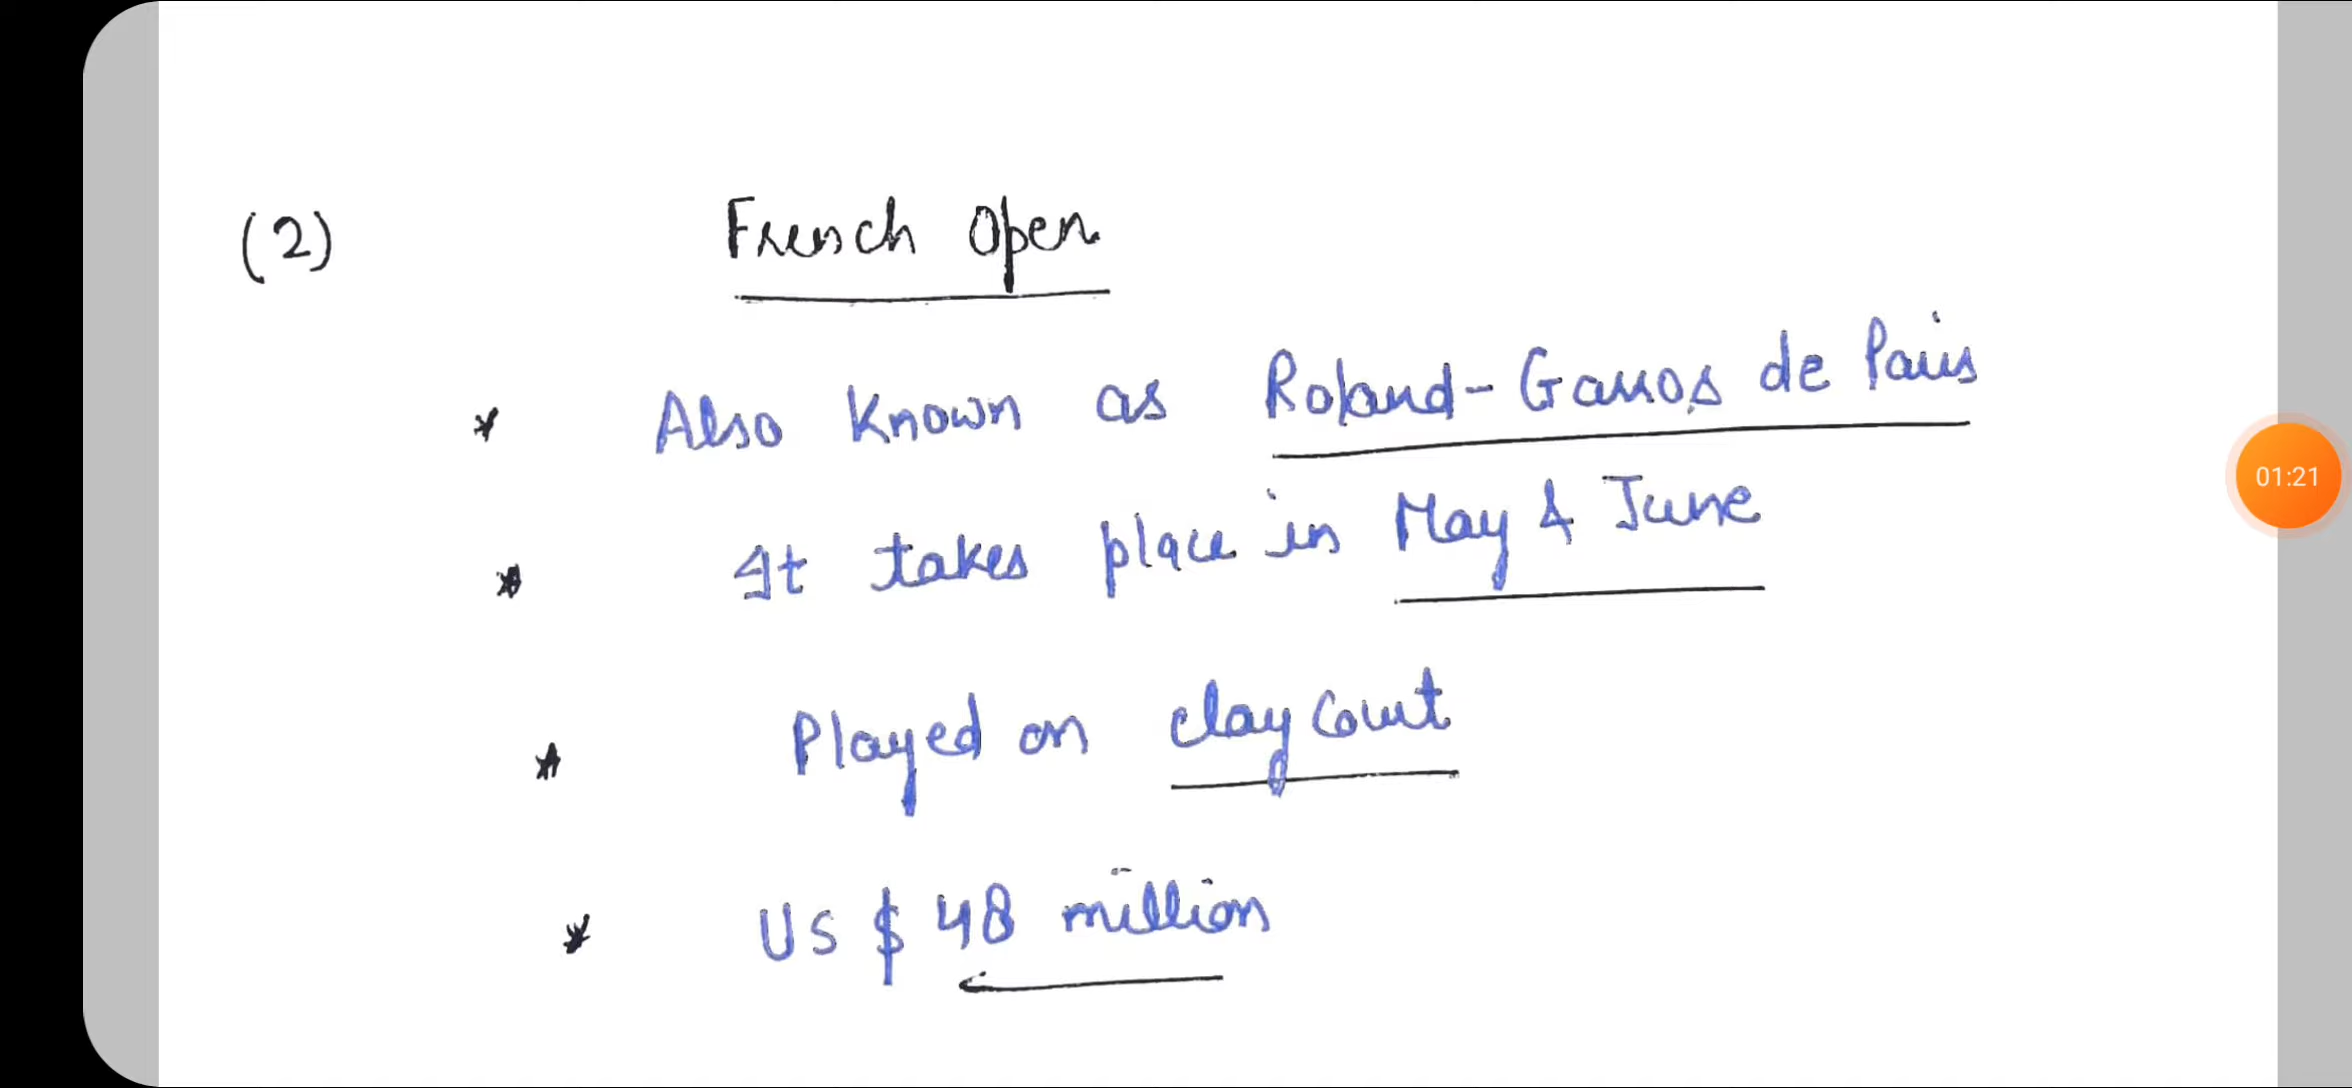 (2) French Open
* Also Known as Roland-Garros de Paris
* It takes place in May & June
* Played on clay Court
* US $ 48 million
01:21